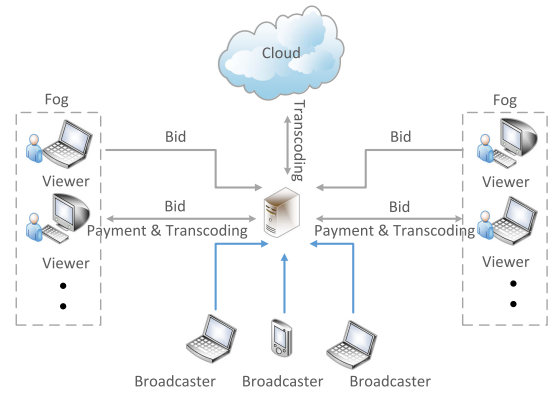 Cloud
Fog
Fog
Transcoding
Bid
Bid
Viewer
Viewer
Bid
Bid
Payment & Transcoding
Payment & Transcoding
Viewer
Viewer
Broadcaster
Broadcaster
Broadcaster